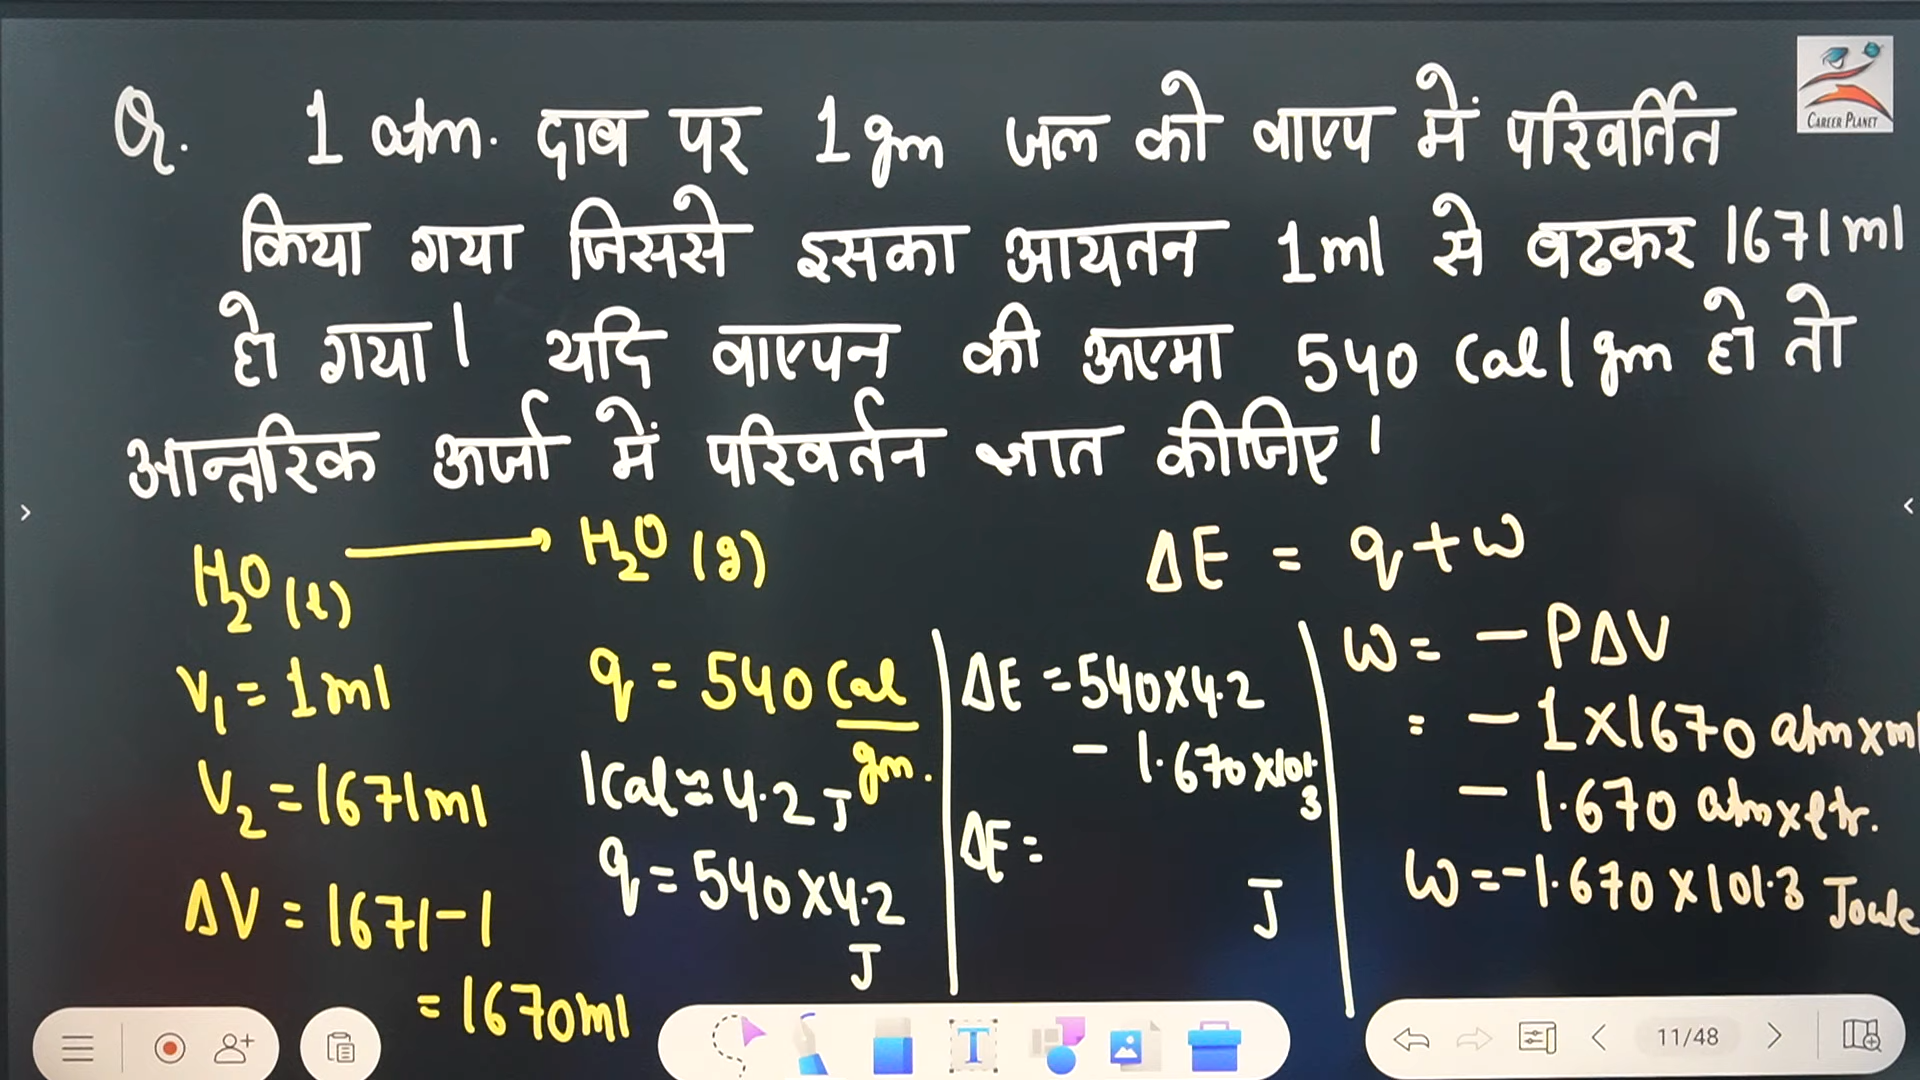 Q. 1 atm. दाब पर 1 gm जल को वाष्प में परिवर्तित
किया गया जिससे इसका आयतन 1ml से बढकर 1671ml
हो गया। यदि वाष्पन की ऊष्मा 540 Cal/gm हो तो
आन्तरिक ऊर्जा में परिवर्तन ज्ञात कीजिए।
H2O(l) → H2O(g)
V1 = 1ml
V2 = 1671ml
ΔV = 1671-1
= 1670ml
q = 540 Cal/gm.
1Cal ≈ 4.2 J
q = 540×4.2
J
ΔE = q+w
ΔE = 540×4.2
- 1.670×101.3
ΔE =
J
W = - PΔV
= - 1×1670 atm×ml
- 1.670 atm×ltr.
W = -1.670×101.3 Joule
CAREER PLANET
11/48
T